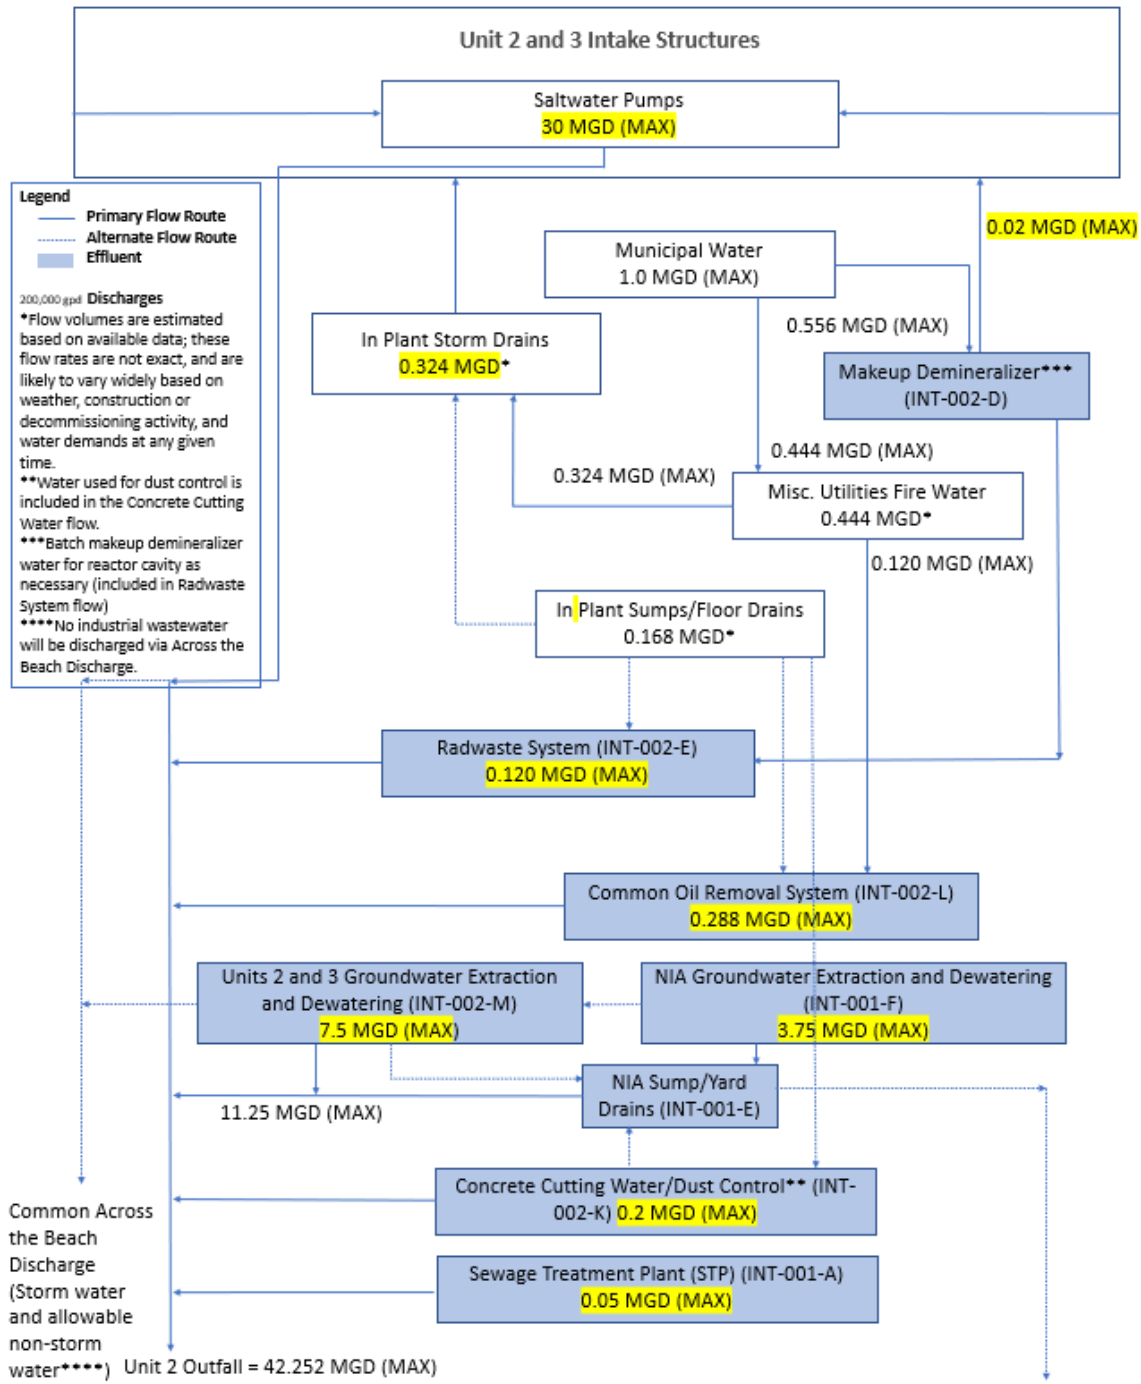 Unit 2 and 3 Intake Structures
Saltwater Pumps
30 MGD (MAX)
Legend
Primary Flow Route
Alternate Flow Route
Effluent
200,000 gpd Discharges
*Flow volumes are estimated
based on available data; these
flow rates are not exact, and are
likely to vary widely based on
weather, construction or
decommissioning activity, and
water demands at any given
time.
**Water used for dust control is
included in the Concrete Cutting
Water flow.
***Batch makeup demineralizer
water for reactor cavity as
necessary (included in Radwaste
System flow)
****No industrial wastewater
will be discharged via Across the
Beach Discharge.
0.02 MGD (MAX)
Municipal Water
1.0 MGD (MAX)
0.556 MGD (MAX)
In Plant Storm Drains
0.324 MGD*
Makeup Demineralizer***
(INT-002-D)
0.444 MGD (MAX)
0.324 MGD (MAX)
Misc. Utilities Fire Water
0.444 MGD*
0.120 MGD (MAX)
In Plant Sumps/Floor Drains
0.168 MGD*
Radwaste System (INT-002-E)
0.120 MGD (MAX)
Common Oil Removal System (INT-002-L)
0.288 MGD (MAX)
Units 2 and 3 Groundwater Extraction
and Dewatering (INT-002-M)
7.5 MGD (MAX)
NIA Groundwater Extraction and Dewatering
(INT-001-F)
3.75 MGD (MAX)
NIA Sump/Yard
Drains (INT-001-E)
11.25 MGD (MAX)
Concrete Cutting Water/Dust Control** (INT-
002-K) 0.2 MGD (MAX)
Sewage Treatment Plant (STP) (INT-001-A)
0.05 MGD (MAX)
Common Across
the Beach
Discharge
(Storm water
and allowable
non-storm
water****)
Unit 2 Outfall = 42.252 MGD (MAX)